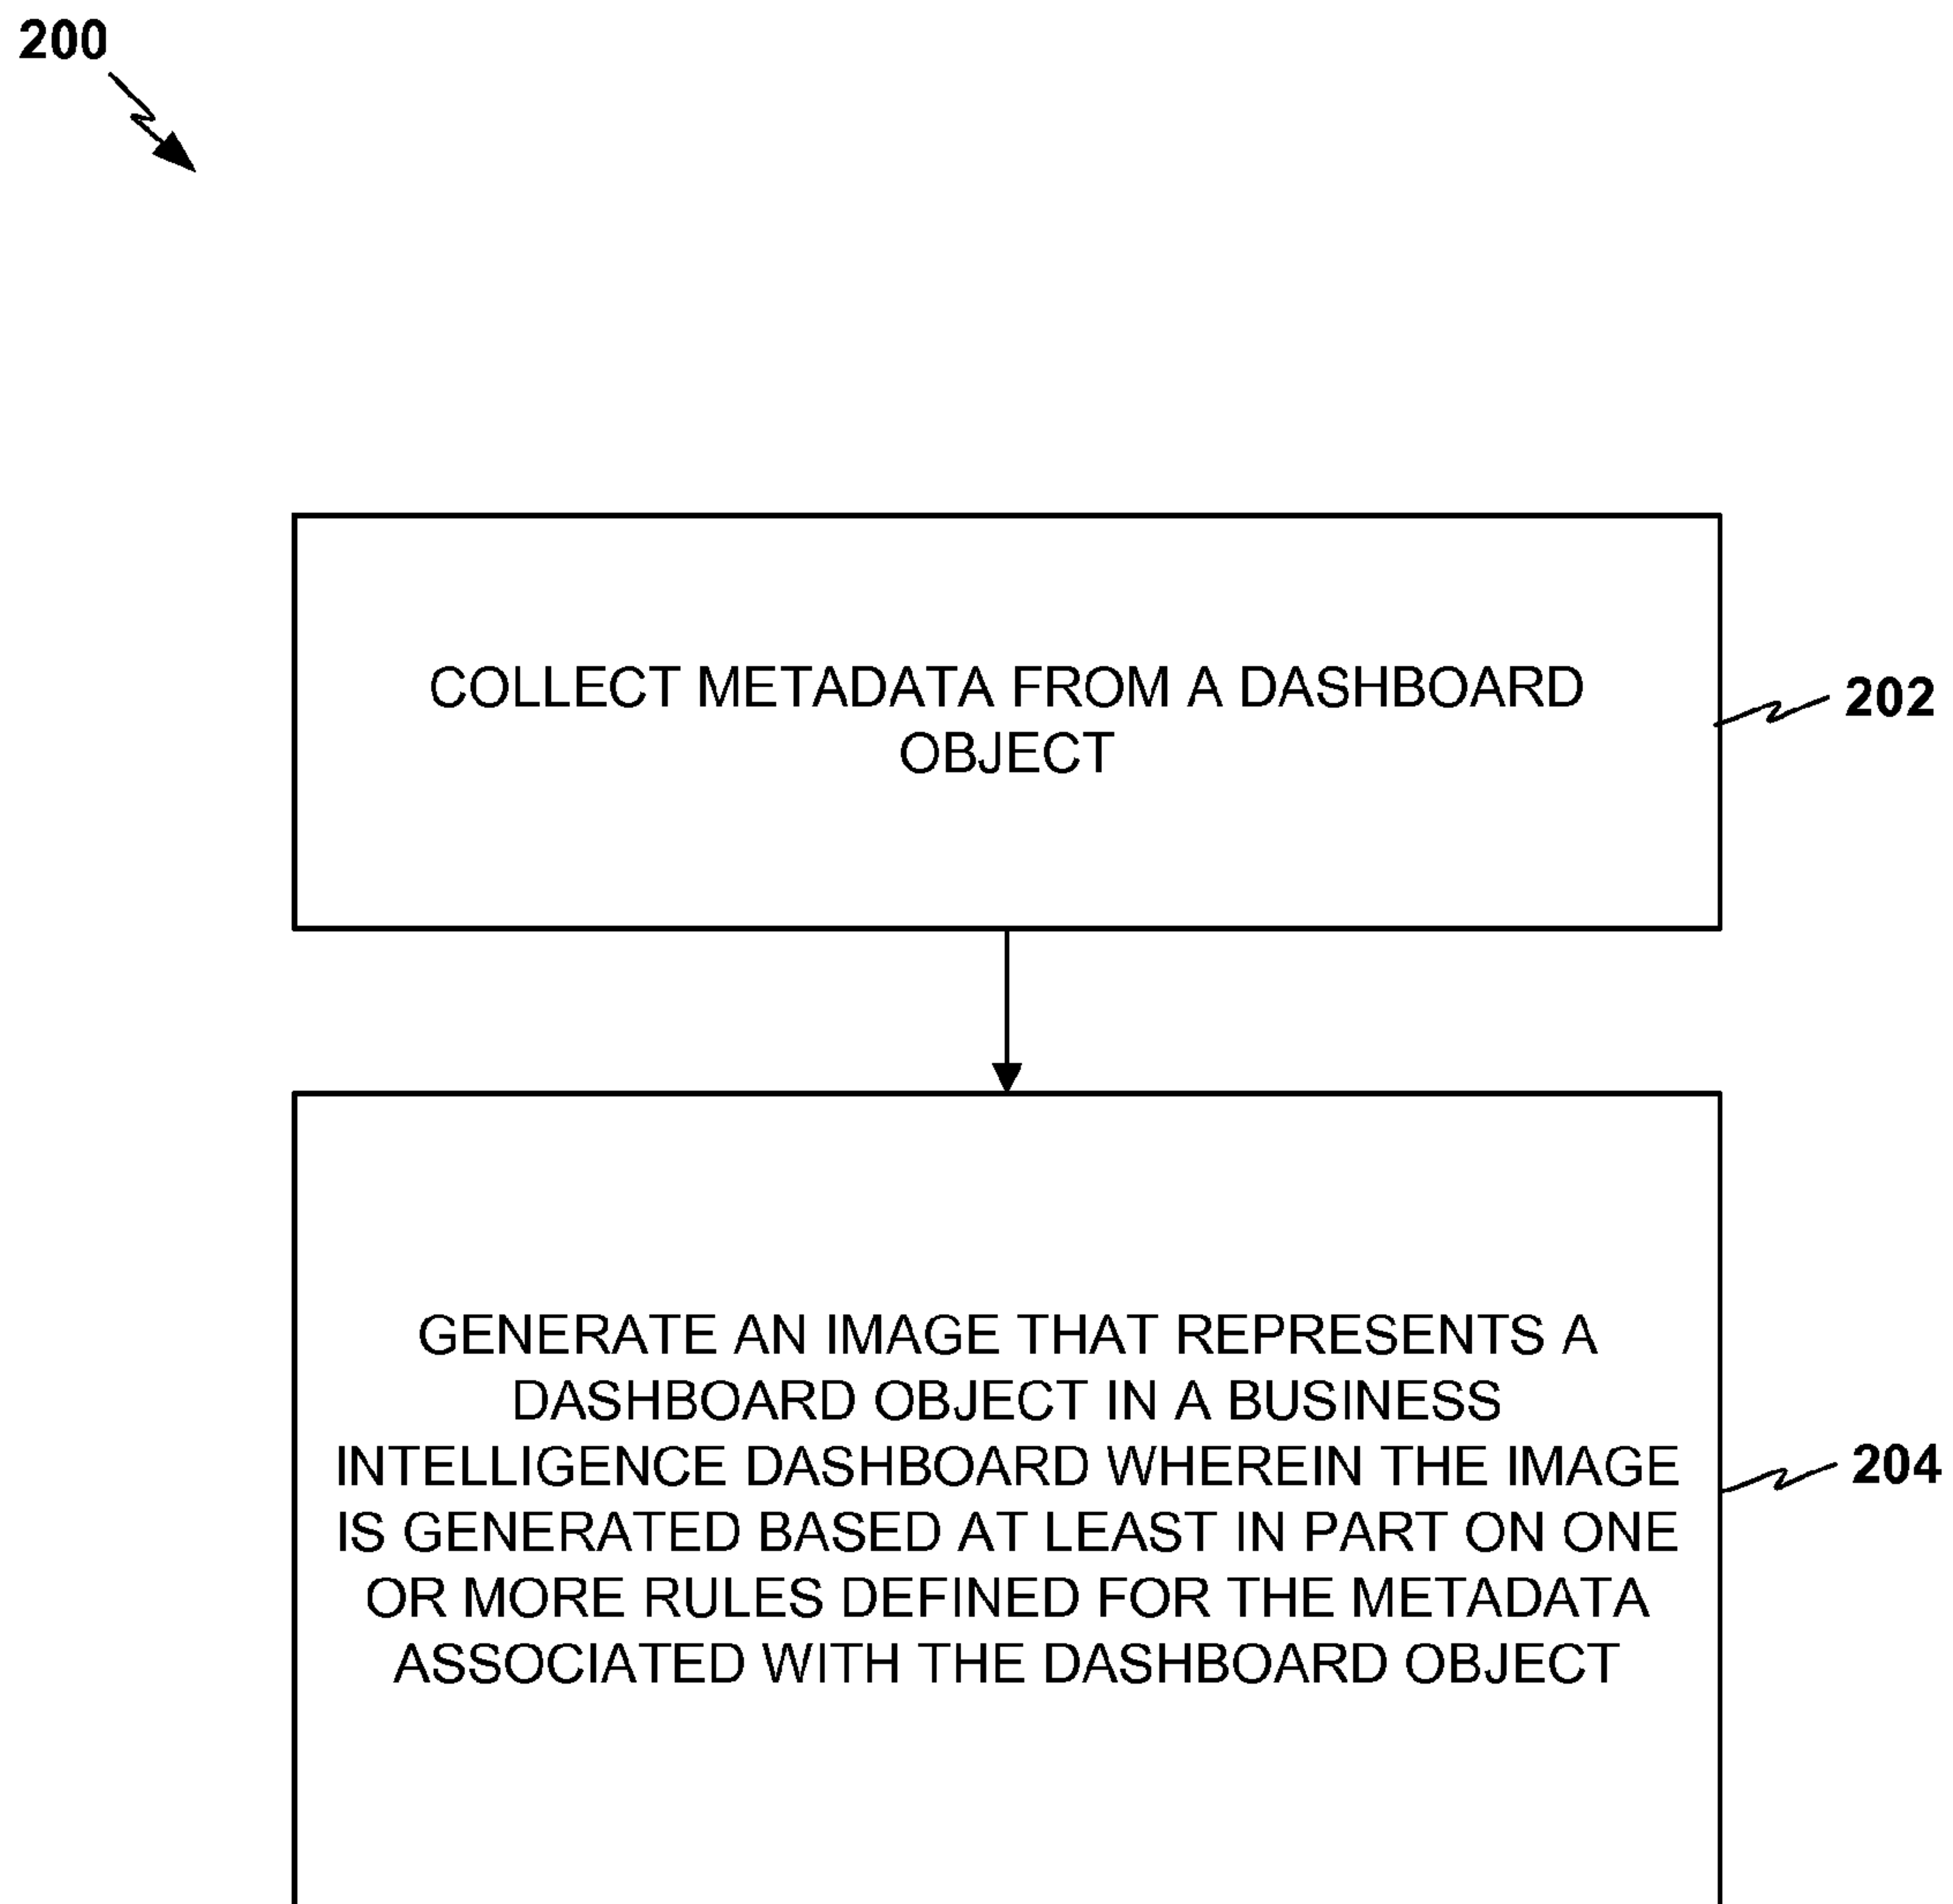 200
COLLECT METADATA FROM A DASHBOARD
OBJECT
202
GENERATE AN IMAGE THAT REPRESENTS A
DASHBOARD OBJECT IN A BUSINESS
INTELLIGENCE DASHBOARD WHEREIN THE IMAGE
IS GENERATED BASED AT LEAST IN PART ON ONE
OR MORE RULES DEFINED FOR THE METADATA
ASSOCIATED WITH THE DASHBOARD OBJECT
204